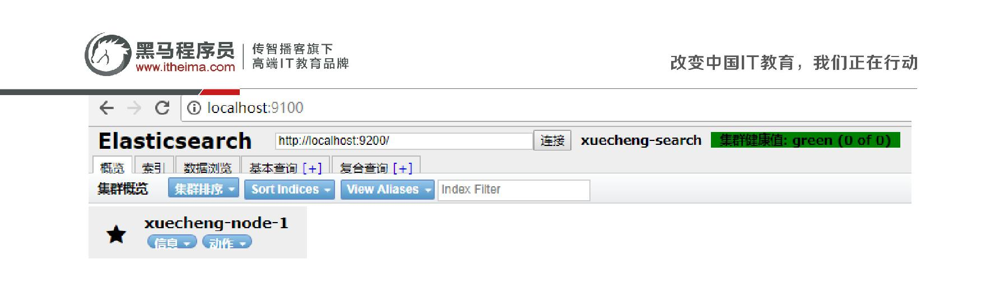 黑马程序员
www.itheima.com
传智播客旗下
高端IT教育品牌
改变中国IT教育，我们正在行动
localhost:9100
Elasticsearch http://localhost:9200/ 连接 xuecheng-search 集群健康值: green (0 of 0)
概览 索引 数据浏览 基本查询 [+] 复合查询 [+]
集群概览 集群排序 Sort Indices View Aliases Index Filter
xuecheng-node-1
信息 动作